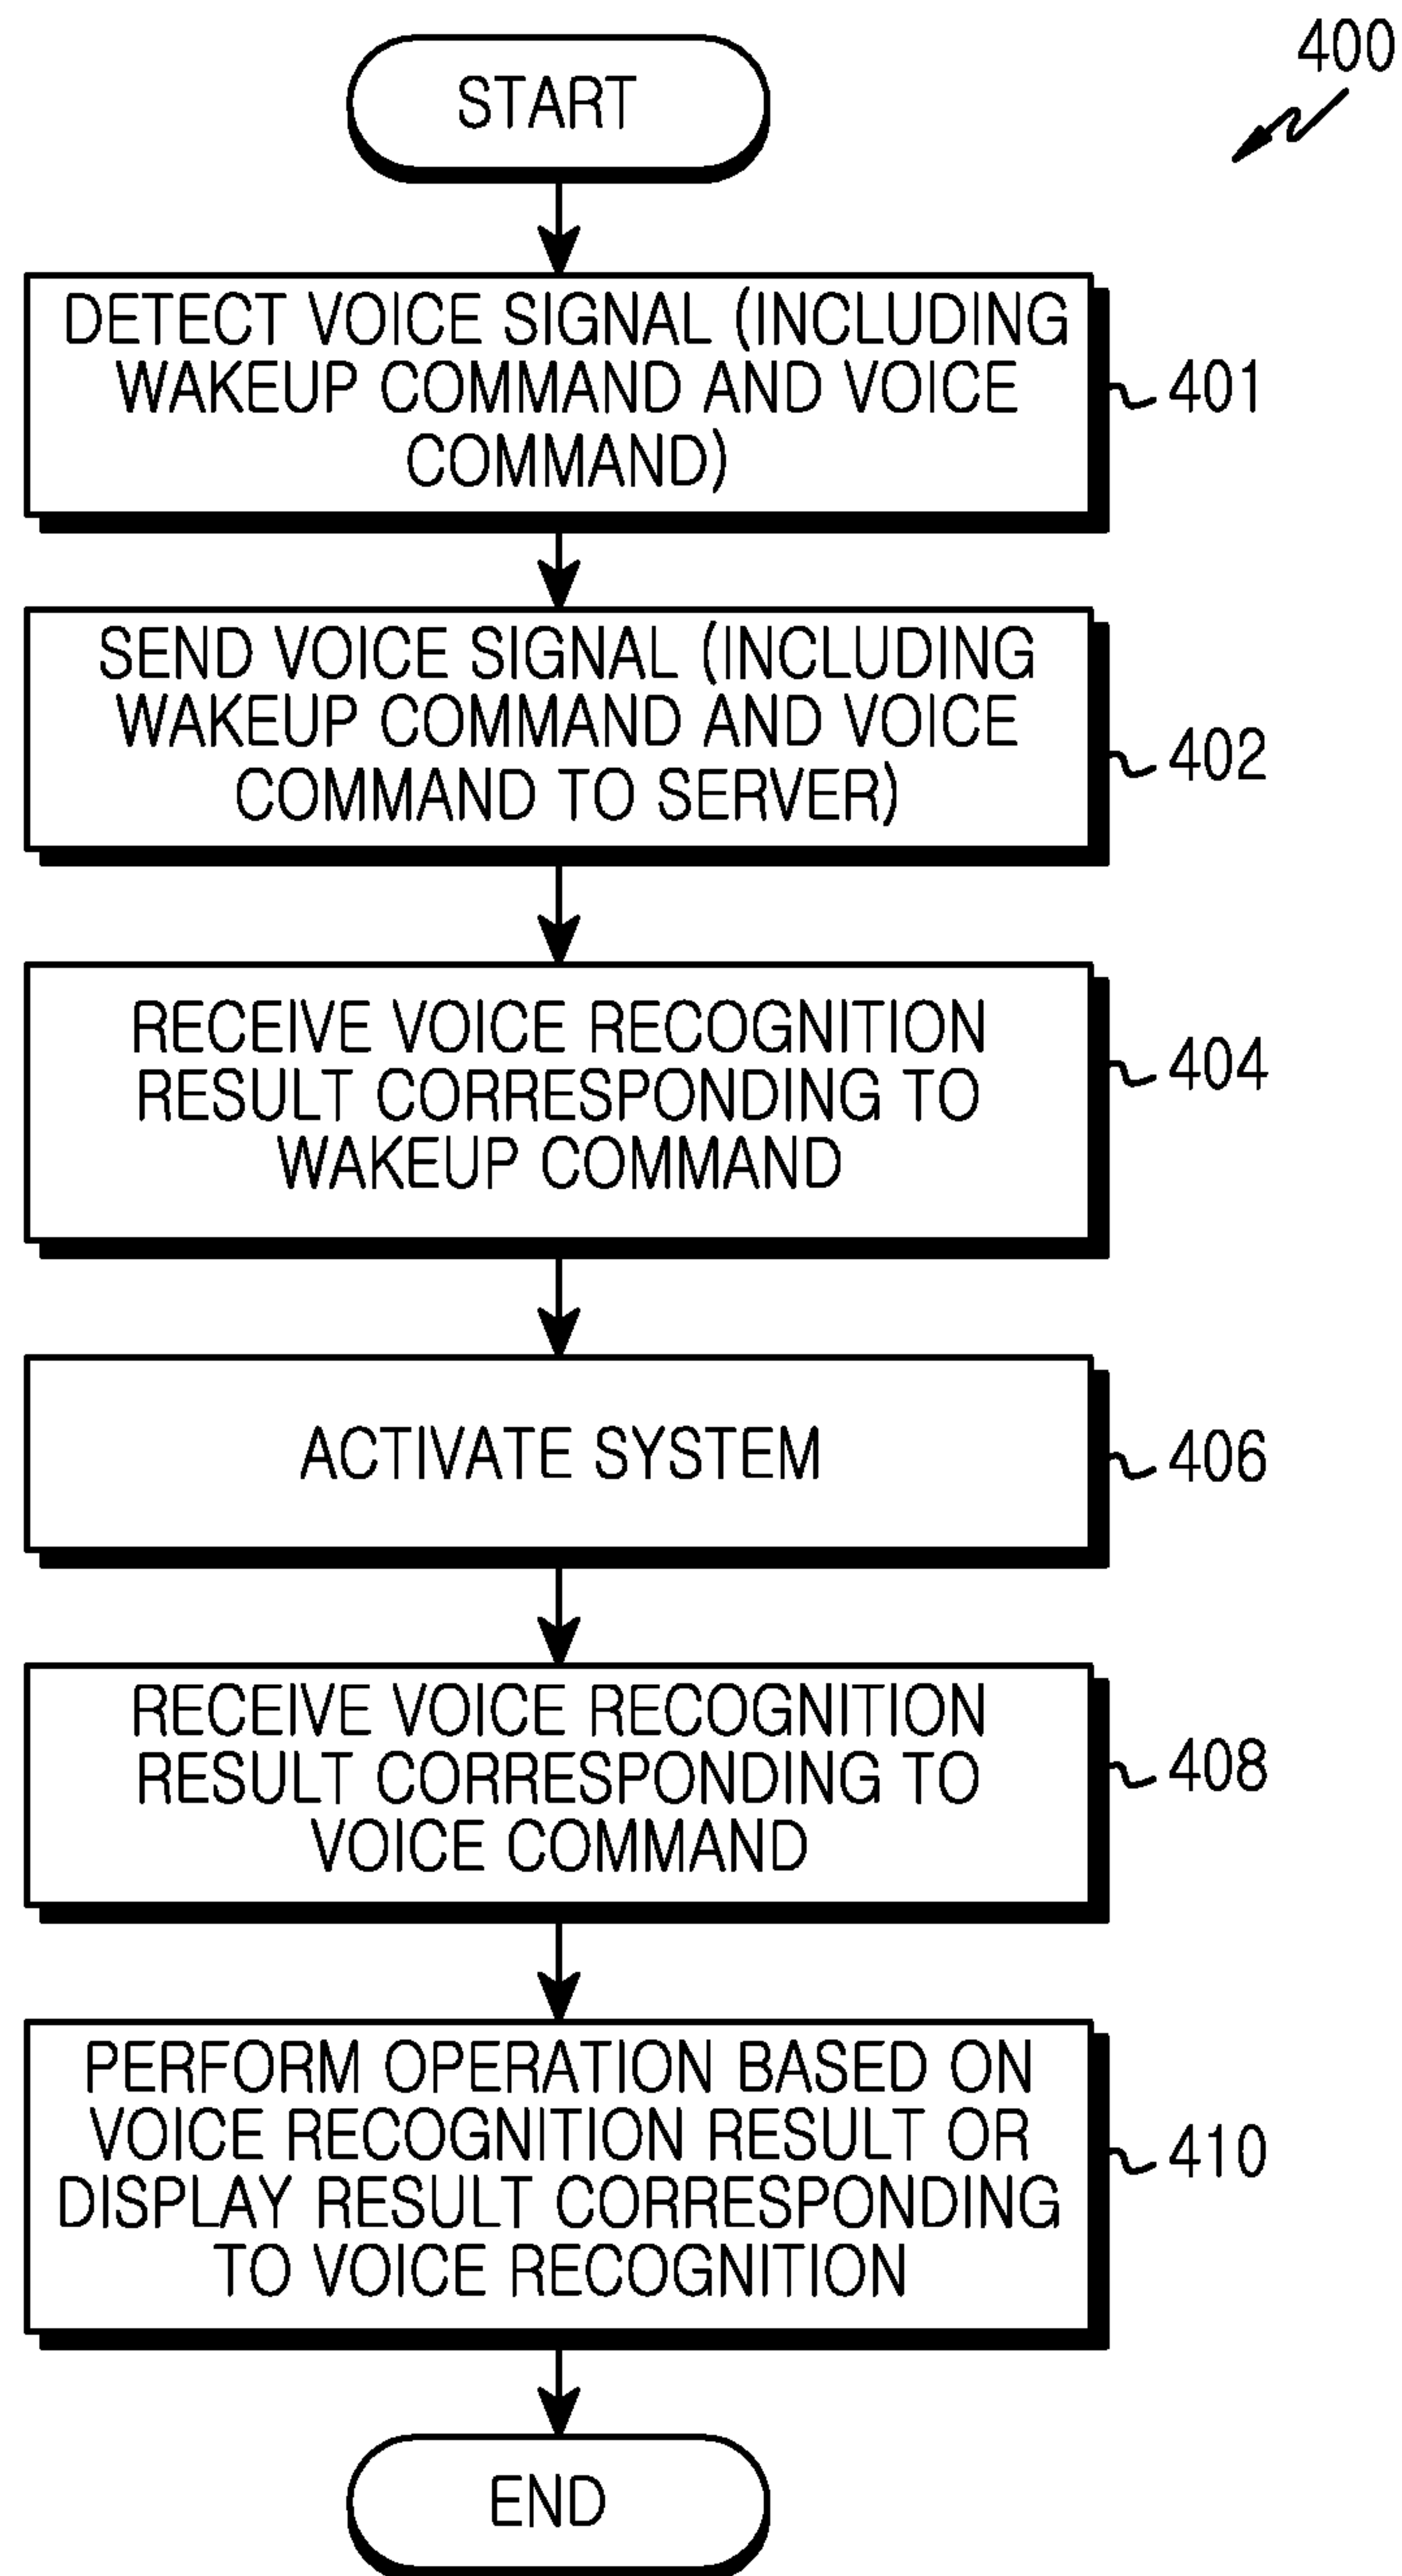 400
START
DETECT VOICE SIGNAL (INCLUDING
WAKEUP COMMAND AND VOICE
COMMAND)
401
SEND VOICE SIGNAL (INCLUDING
WAKEUP COMMAND AND VOICE
COMMAND TO SERVER)
402
RECEIVE VOICE RECOGNITION
RESULT CORRESPONDING TO
WAKEUP COMMAND
404
ACTIVATE SYSTEM
406
RECEIVE VOICE RECOGNITION
RESULT CORRESPONDING TO
VOICE COMMAND
408
PERFORM OPERATION BASED ON
VOICE RECOGNITION RESULT OR
DISPLAY RESULT CORRESPONDING
TO VOICE RECOGNITION
410
END